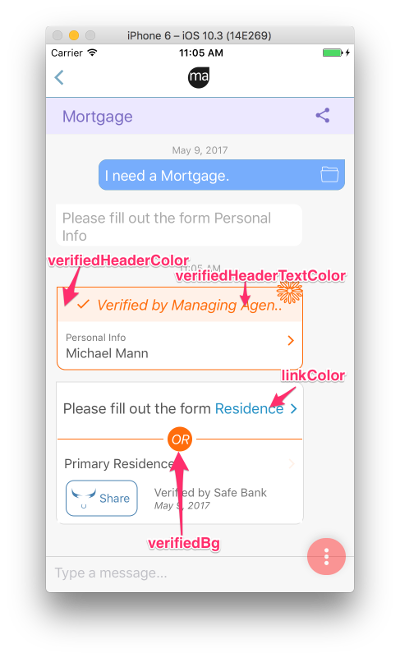 iPhone 6 – iOS 10.3 (14E269)
Carrier 11:05 AM
ma
Mortgage
May 9, 2017
I need a Mortgage.
Please fill out the form Personal
Info
verifiedHeaderColor
11:05 AM
verifiedHeaderTextColor
Verified by Managing Agen..
Personal Info
Michael Mann
linkColor
Please fill out the form Residence
OR
Primary Residence
Share
Verified by Safe Bank
May 9, 2017
verifiedBg
Type a message...